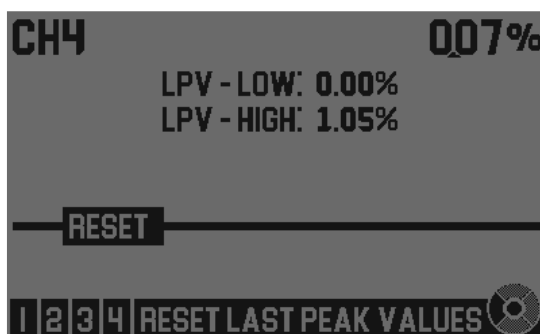 CH4 0.07%
LPV - LOW: 0.00%
LPV - HIGH: 1.05%
RESET
1 2 3 4 RESET LAST PEAK VALUES